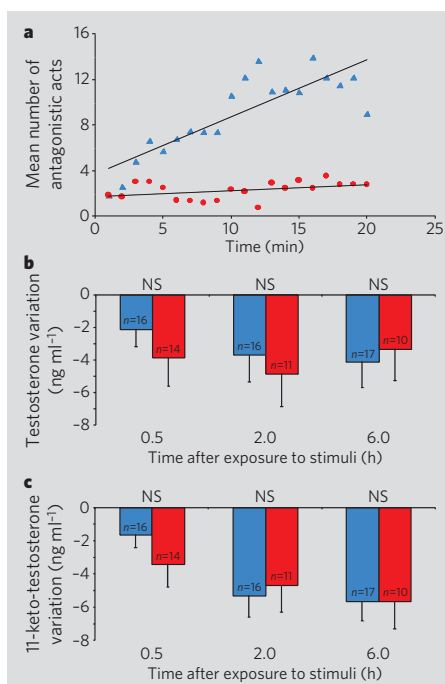 a
Mean number of
antagonistic acts
16
12
8
4
0
0 5 10 15 20 25
Time (min)
b
NS NS NS
Testosterone variation
(ng ml⁻¹)
0
-2
-4
-6
-8
n=16 n=14 n=16 n=11 n=17 n=10
0.5 2.0 6.0
Time after exposure to stimuli (h)
c
NS NS NS
11-keto-testosterone
variation (ng ml⁻¹)
0
-2
-4
-6
-8
n=16 n=14 n=16 n=11 n=17 n=10
0.5 2.0 6.0
Time after exposure to stimuli (h)